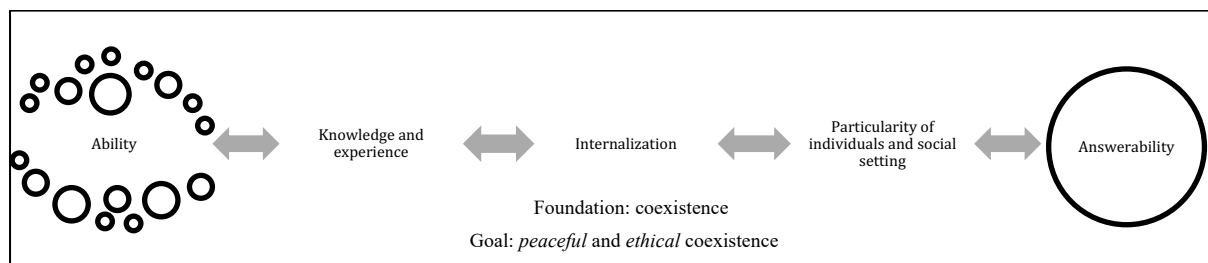 Ability
Knowledge and
experience
Internalization
Particularity of
individuals and social
setting
Answerability
Foundation: coexistence
Goal: peaceful and ethical coexistence